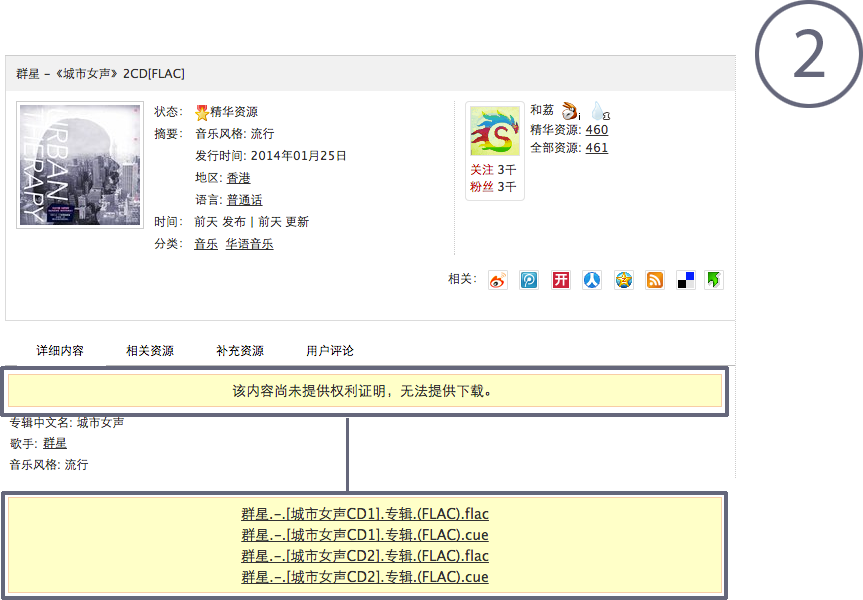 2
群星 - 《城市女声》 2CD[FLAC]
URBAN
THERAPY
状态: 精华资源
摘要: 音乐风格: 流行
发行时间: 2014年01月25日
地区: 香港
语言: 普通话
时间: 前天 发布 | 前天 更新
分类: 音乐 华语音乐
和荔
精华资源: 460
全部资源: 461
关注 3千
粉丝 3千
相关:
开
详细内容 相关资源 补充资源 用户评论
该内容尚未提供权利证明，无法提供下载。
专辑中文名: 城市女声
歌手: 群星
音乐风格: 流行
群星.-.[城市女声CD1].专辑.(FLAC).flac
群星.-.[城市女声CD1].专辑.(FLAC).cue
群星.-.[城市女声CD2].专辑.(FLAC).flac
群星.-.[城市女声CD2].专辑.(FLAC).cue